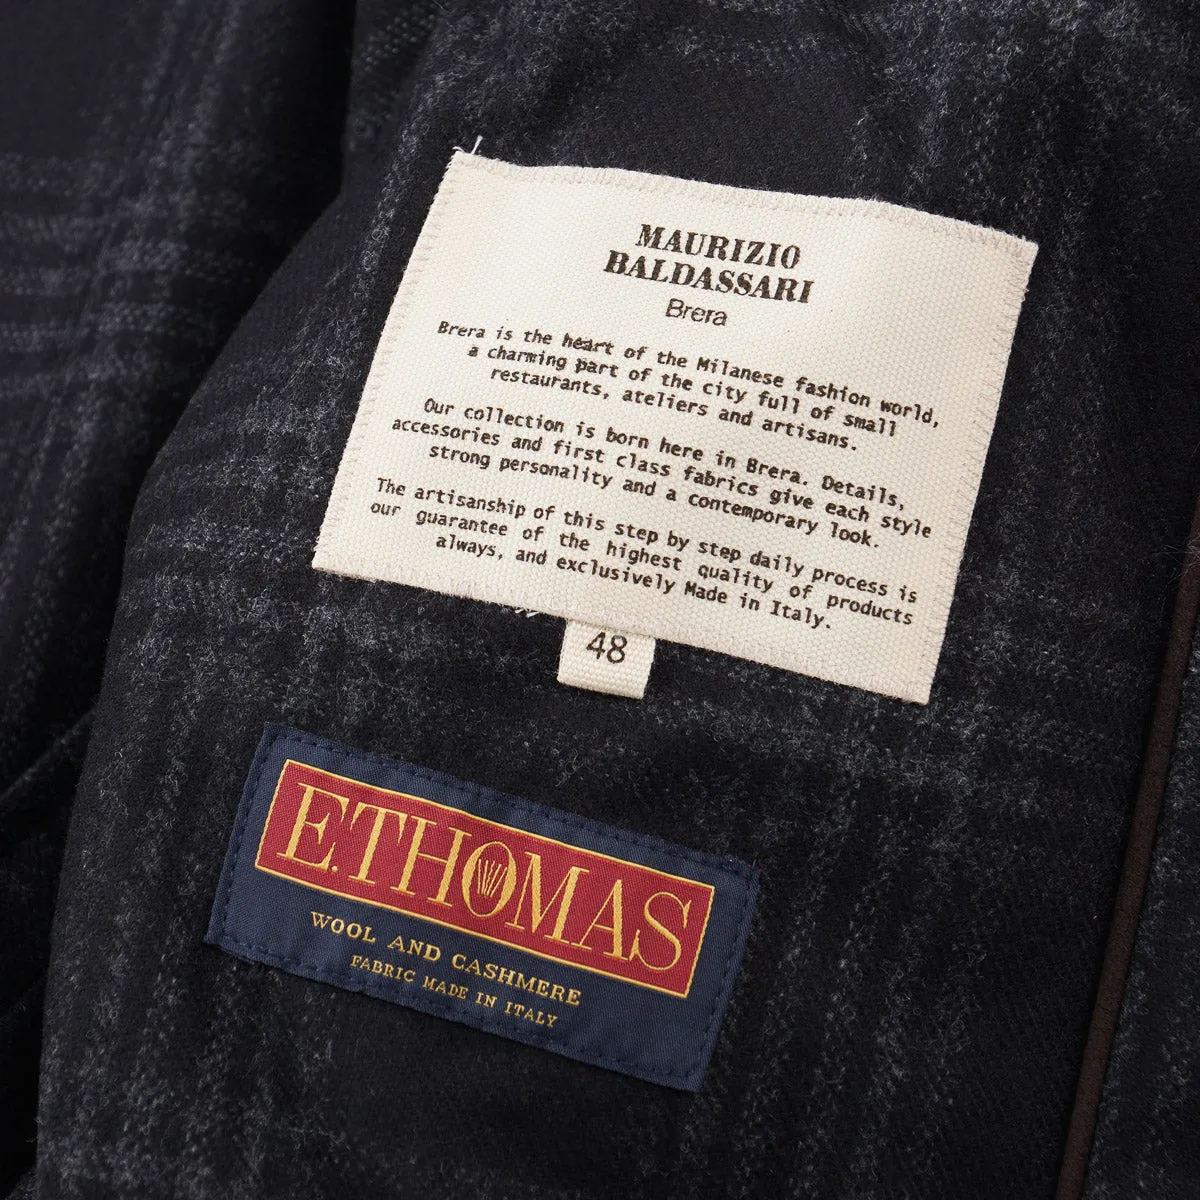 MAURIZIO
BALDASSARI
Brera
Brera is the heart of the Milanese fashion world,
a charming part of the city full of small
restaurants, ateliers and artisans.
Our collection is born here in Brera. Details,
accessories and first class fabrics give each style
strong personality and a contemporary look.
The artisanship of this step by step daily process is
our guarantee of the highest quality of products
always, and exclusively Made in Italy.
48
E.THOMAS
WOOL AND CASHMERE
FABRIC MADE IN ITALY